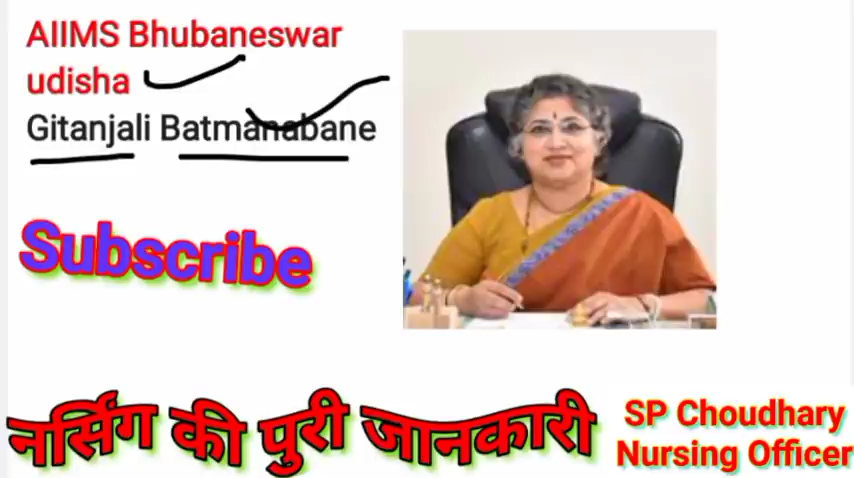 AIIMS Bhubaneswar
udisha
Gitanjali Batmanabane
Subscribe
नर्सिंग की पुरी जानकारी
SP Choudhary
Nursing Officer